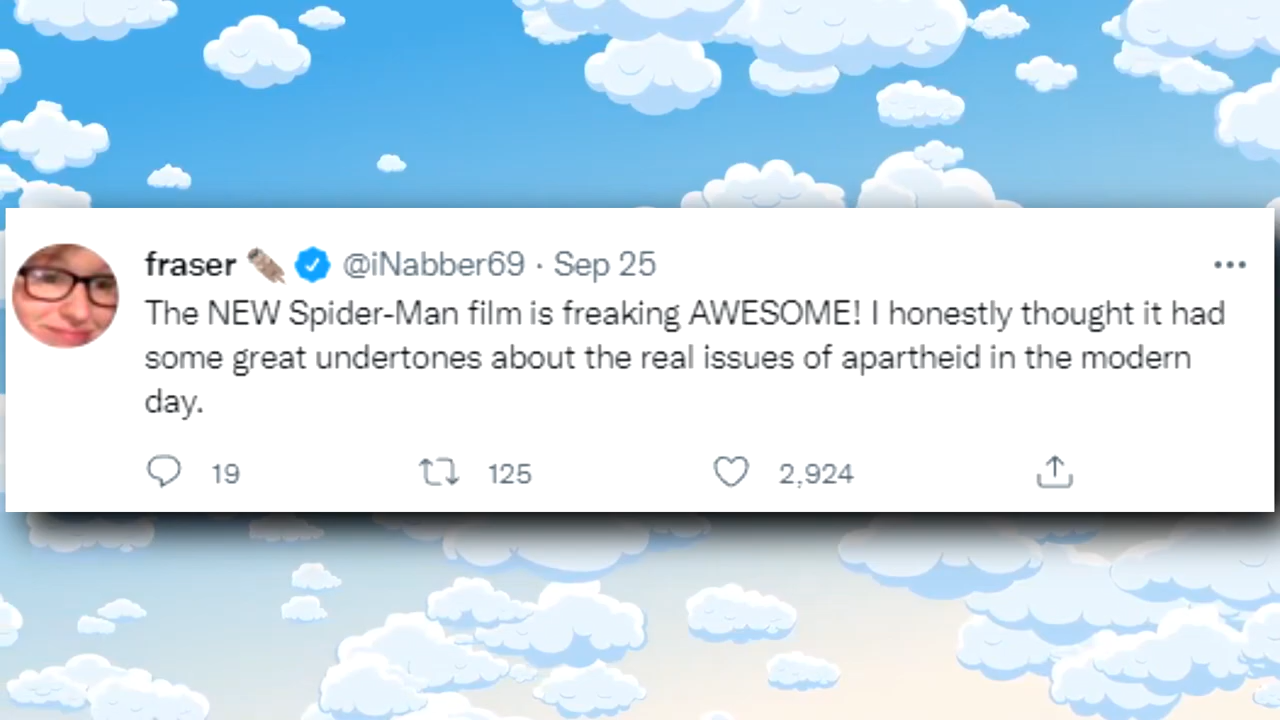 fraser 🪶 @iNabber69 · Sep 25
The NEW Spider-Man film is freaking AWESOME! I honestly thought it had
some great undertones about the real issues of apartheid in the modern
day.
19 125 2,924